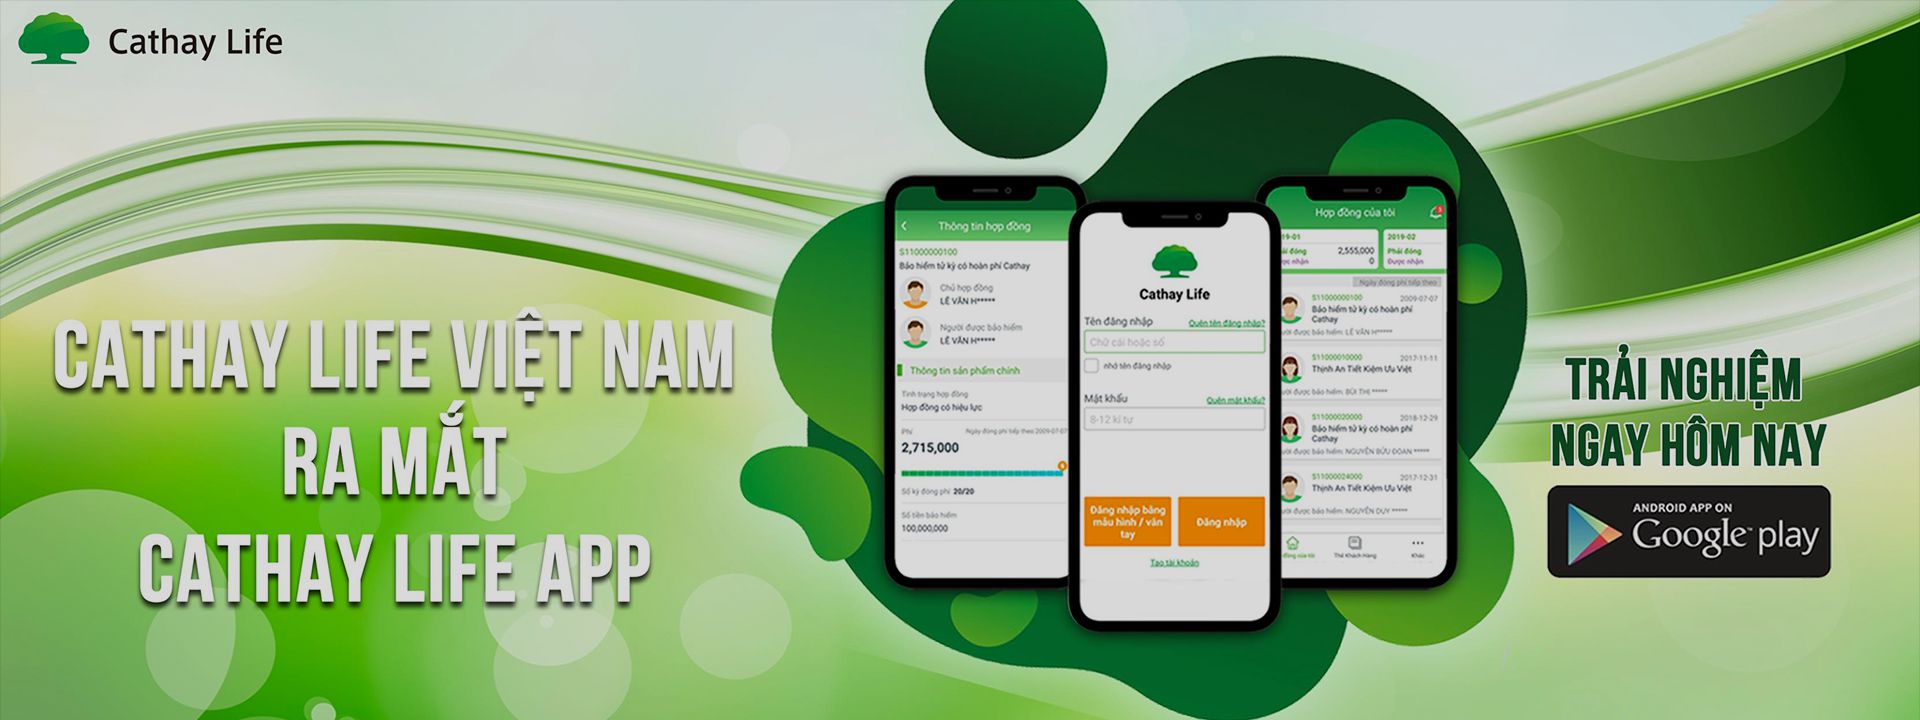 Cathay Life
CATHAY LIFE VIỆT NAM
RA MẮT
CATHAY LIFE APP
Thông tin hợp đồng
S11000000100
Bảo hiểm tử kỳ có hoàn phí Cathay
Chủ hợp đồng
LÊ VĂN H*****
Người được bảo hiểm
LÊ VĂN H*****
Thông tin sản phẩm chính
Tình trạng hợp đồng
Hợp đồng có hiệu lực
Phí
Ngày đóng phí tiếp theo 2009-07-07
2,715,000
Số kỳ đóng phí 20/20
Số tiền bảo hiểm
100,000,000
Cathay Life
Tên đăng nhập
Quên tên đăng nhập?
Chữ cái hoặc số
nhớ tên đăng nhập
Mật khẩu
Quên mật khẩu?
8-12 kí tự
Đăng nhập bằng
mẫu hình / vân
tay
Đăng nhập
Tạo tài khoản
Hợp đồng của tôi
19-01
đóng
2,555,000
nhận
0
2019-02
Phải đóng
Được nhận
Ngày đóng phí tiếp theo
S11000000100
2009-07-07
Bảo hiểm tử kỳ có hoàn phí
Cathay
được bảo hiểm: LÊ VĂN H*****
S11000010000
2017-11-11
Thịnh An Tiết Kiệm Ưu Việt
được bảo hiểm: BÙI THỊ *****
S11000020000
2018-12-29
Bảo hiểm tử kỳ có hoàn phí
Cathay
được bảo hiểm: NGUYỄN BỬU ĐOAN *****
S11000024000
2017-12-31
Thịnh An Tiết Kiệm Ưu Việt
được bảo hiểm: NGUYỄN DUY *****
đồng của tôi
Thẻ Khách Hàng
Khác
TRẢI NGHIỆM
NGAY HÔM NAY
ANDROID APP ON
Google play